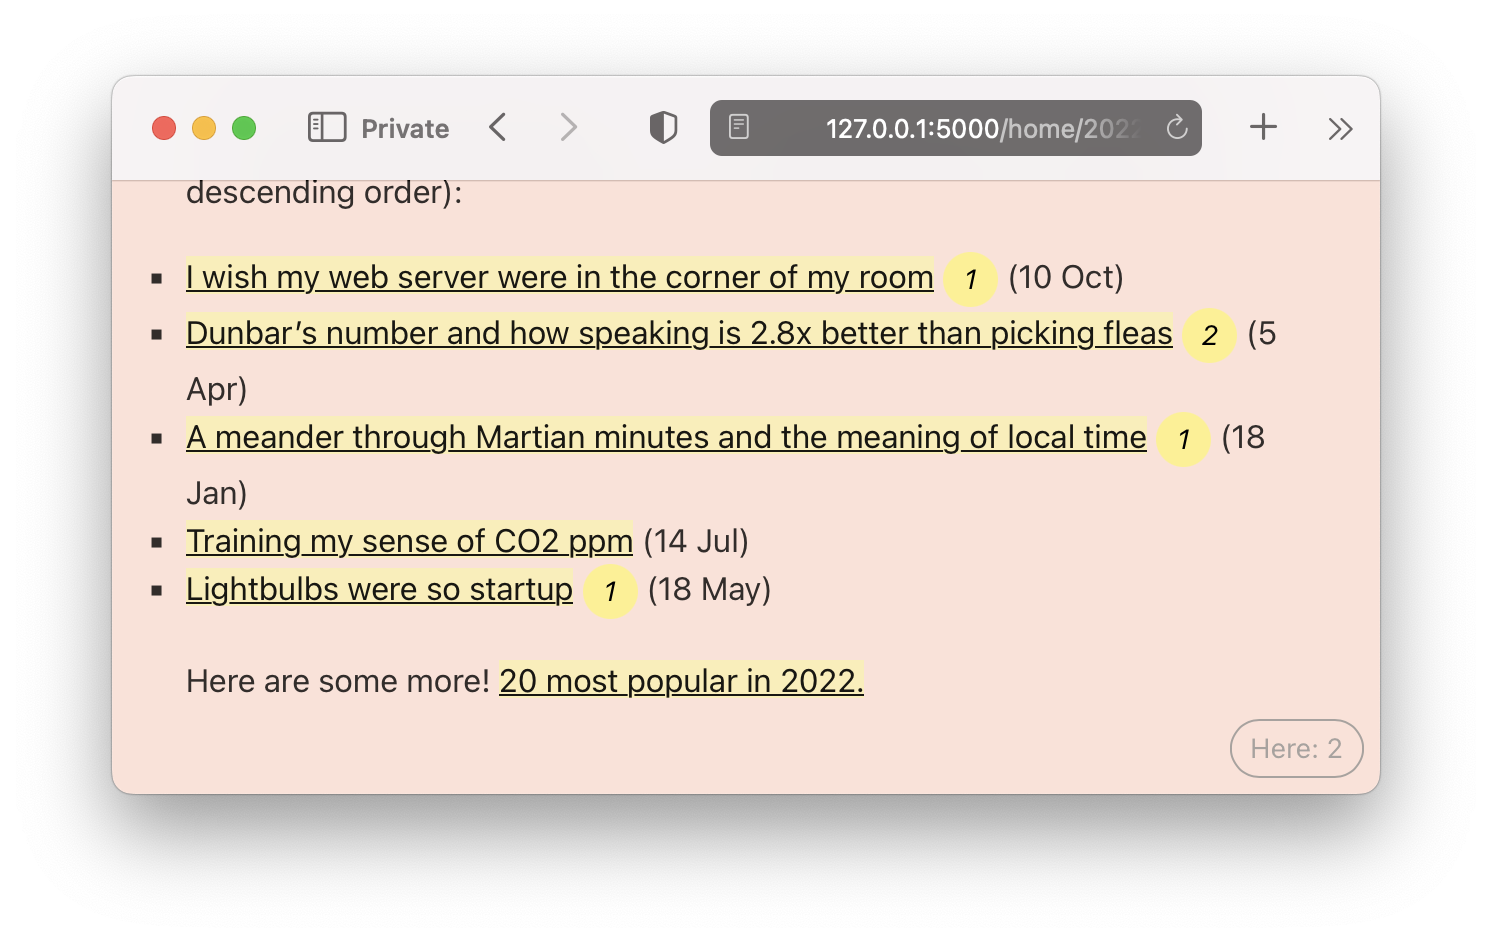 Private
127.0.0.1:5000/home/2022
descending order):
▪ I wish my web server were in the corner of my room 1 (10 Oct)
▪ Dunbar’s number and how speaking is 2.8x better than picking fleas 2 (5
Apr)
▪ A meander through Martian minutes and the meaning of local time 1 (18
Jan)
▪ Training my sense of CO2 ppm (14 Jul)
▪ Lightbulbs were so startup 1 (18 May)
Here are some more! 20 most popular in 2022.
Here: 2